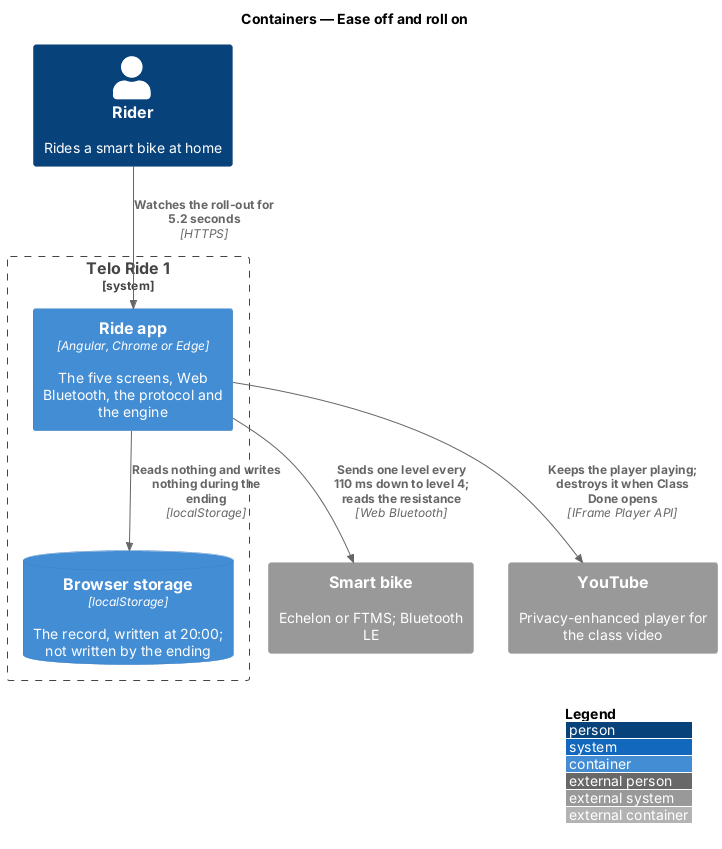 Containers — Ease off and roll on
Rider
Rides a smart bike at home
Watches the roll-out for
5.2 seconds
[HTTPS]
Telo Ride 1
[system]
Ride app
[Angular, Chrome or Edge]
The five screens, Web
Bluetooth, the protocol and
the engine
Reads nothing and writes
nothing during the
ending
[localStorage]
Sends one level every
110 ms down to level 4;
reads the resistance
[Web Bluetooth]
Keeps the player playing;
destroys it when Class
Done opens
[IFrame Player API]
Browser storage
[localStorage]
The record, written at 20:00;
not written by the ending
Smart bike
Echelon or FTMS; Bluetooth
LE
YouTube
Privacy-enhanced player for
the class video
Legend
person
system
container
external person
external system
external container